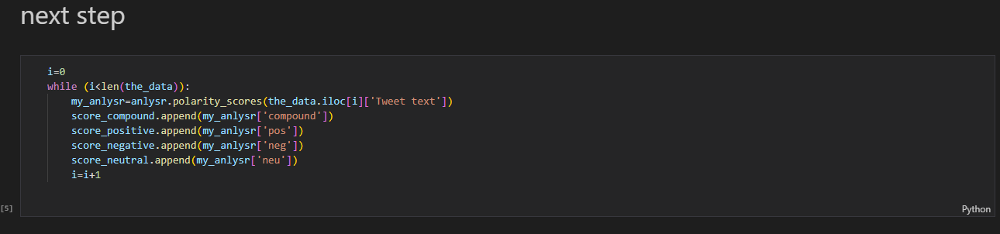 next step
i=0
while (i<len(the_data)):
    my_anlysr=anlysr.polarity_scores(the_data.iloc[i]['Tweet text'])
    score_compound.append(my_anlysr['compound'])
    score_positive.append(my_anlysr['pos'])
    score_negative.append(my_anlysr['neg'])
    score_neutral.append(my_anlysr['neu'])
    i=i+1
[5]
Python